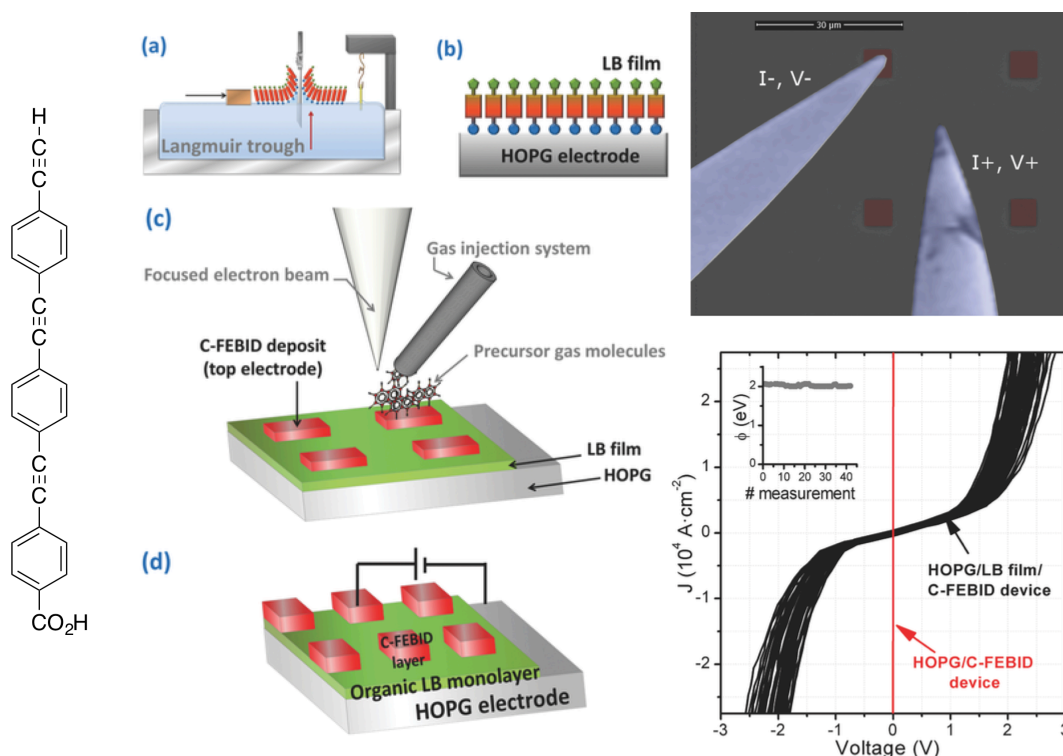 H
C
C
C
C
C
C
CO2H
(a)
Langmuir trough
(b)
LB film
HOPG electrode
(c)
Focused electron beam
Gas injection system
C-FEBID deposit
(top electrode)
Precursor gas molecules
LB film
HOPG
(d)
C-FEBID
layer
Organic LB monolayer
HOPG electrode
30 µm
I-, V-
I+, V+
J (10⁴ A·cm⁻²)
2
1
0
-1
-2
ϕ (eV)
2
1
0
0 10 20 30 40
# measurement
HOPG/LB film/
C-FEBID device
HOPG/C-FEBID
device
-2 -1 0 1 2 3
Voltage (V)